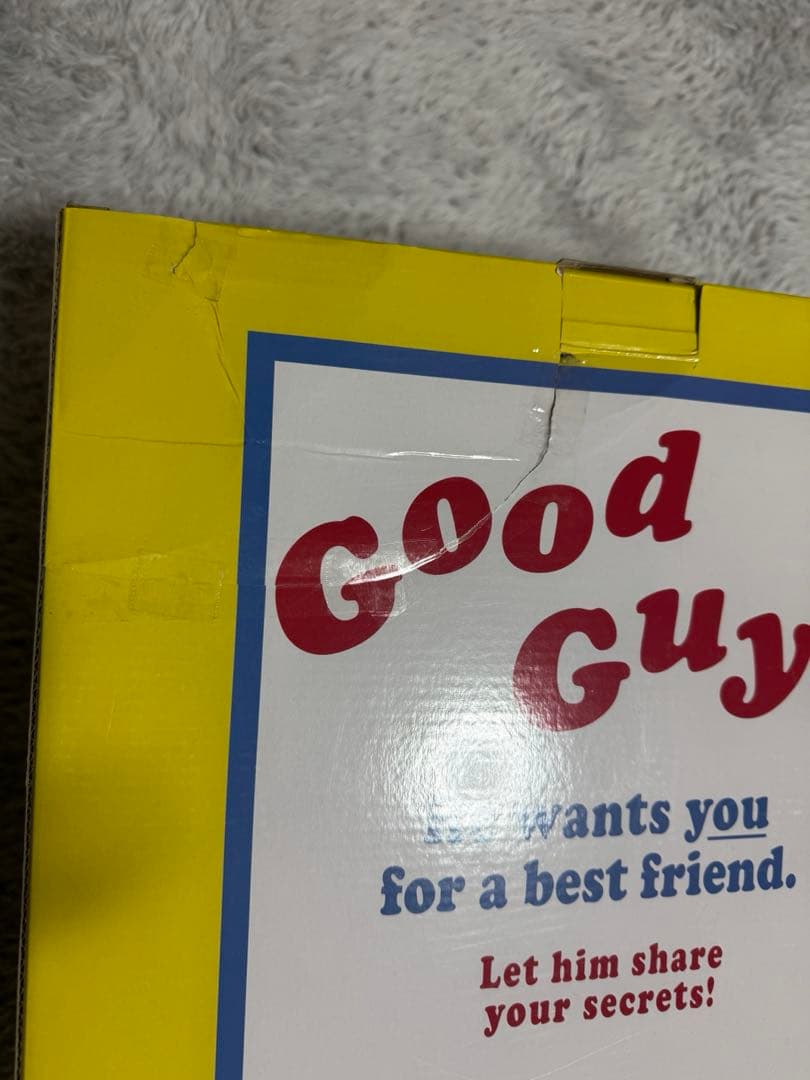 Good
Guy
wants you
for a best friend.
Let him share
your secrets!